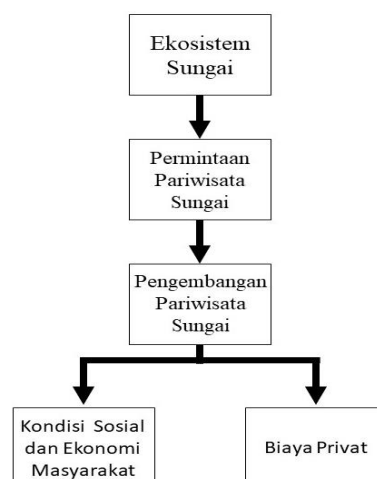 Ekosistem
Sungai
Permintaan
Pariwisata
Sungai
Pengembangan
Pariwisata
Sungai
Kondisi Sosial
dan Ekonomi
Masyarakat
Biaya Privat